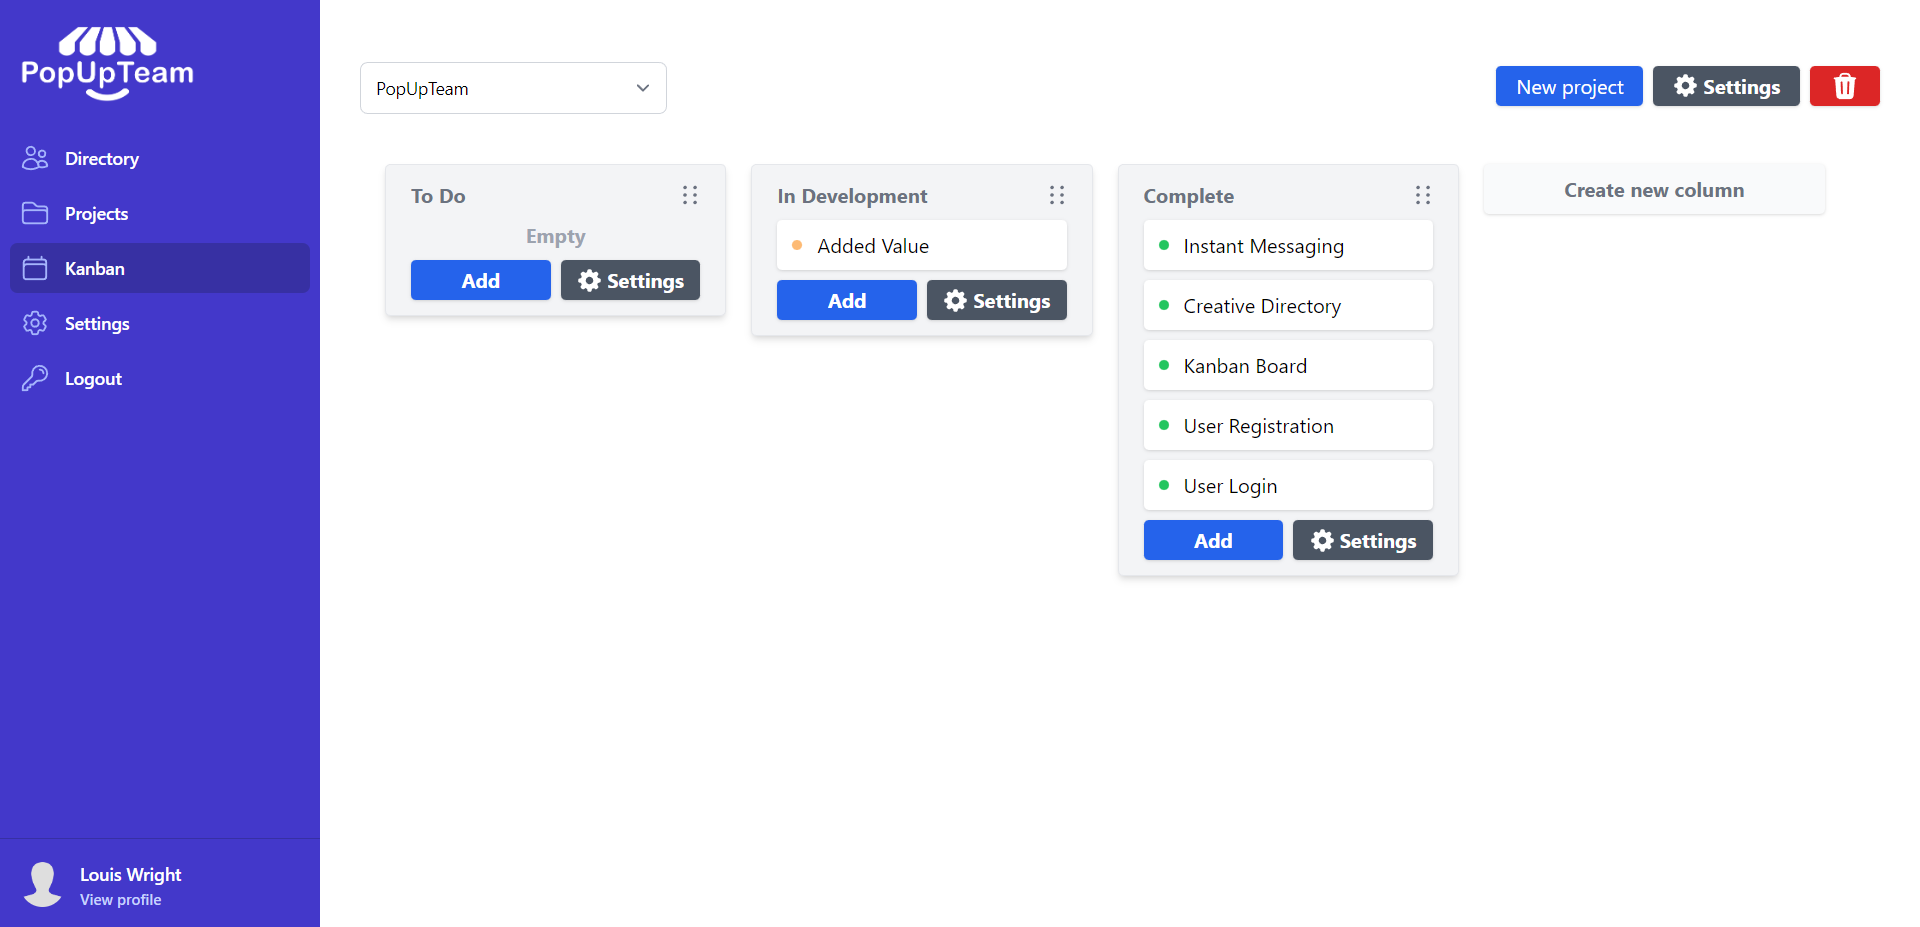 PopUpTeam
Directory
Projects
Kanban
Settings
Logout
Louis Wright
View profile
PopUpTeam
New project
Settings
To Do
Empty
Add
Settings
In Development
Added Value
Add
Settings
Complete
Instant Messaging
Creative Directory
Kanban Board
User Registration
User Login
Add
Settings
Create new column